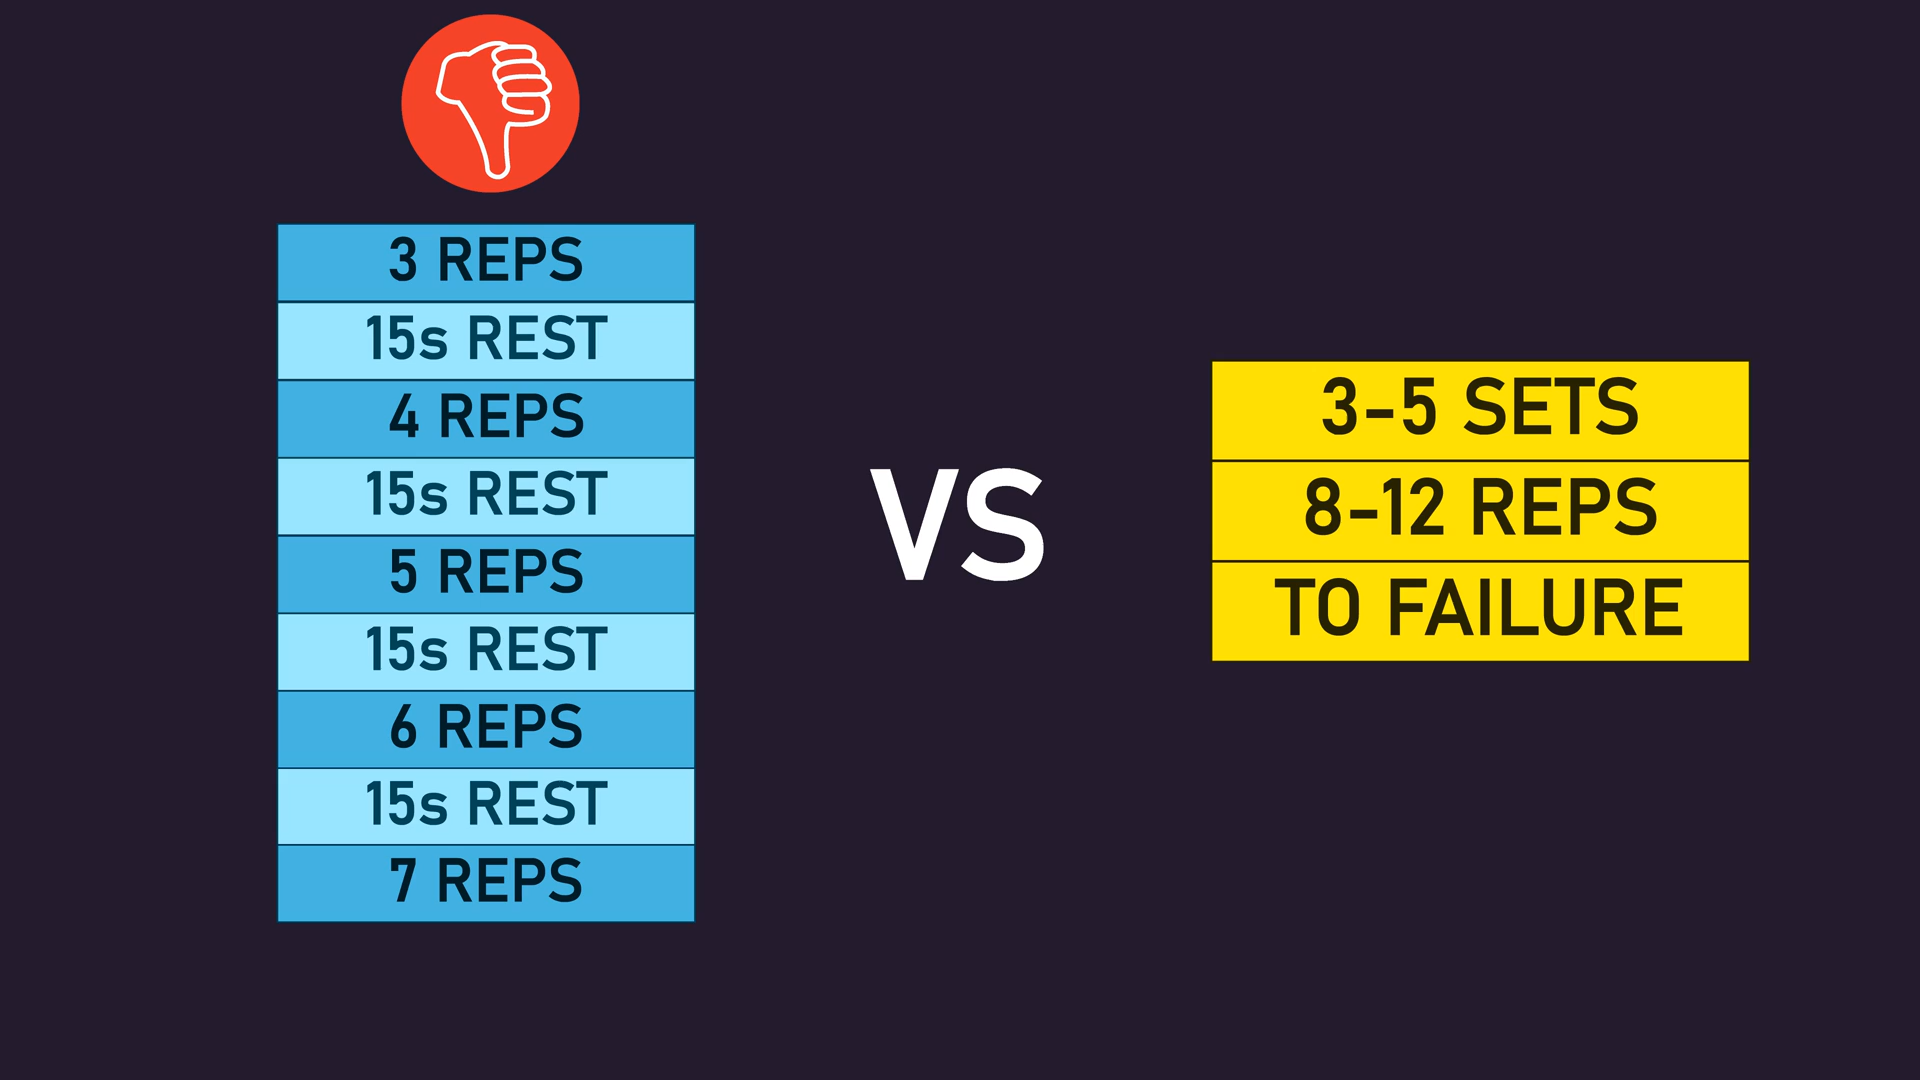 3 REPS
15s REST
4 REPS
15s REST
5 REPS
15s REST
6 REPS
15s REST
7 REPS
VS
3-5 SETS
8-12 REPS
TO FAILURE